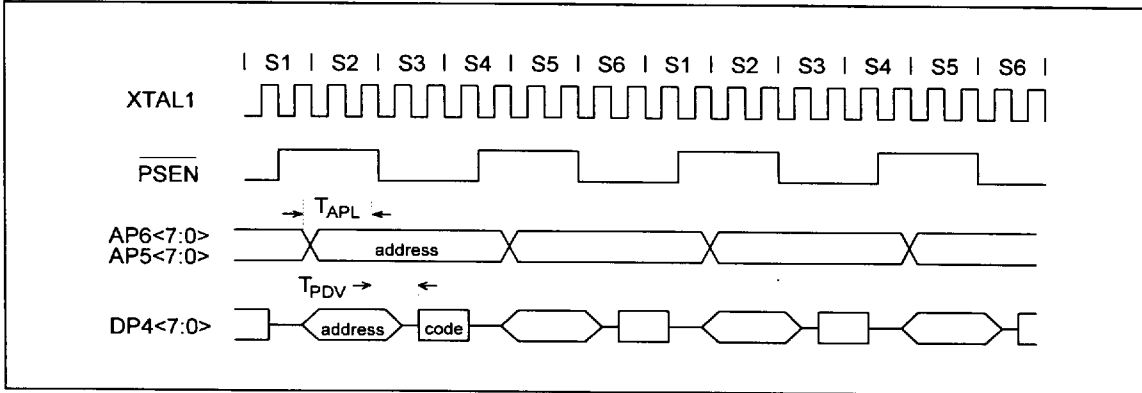 | S1 | S2 | S3 | S4 | S5 | S6 | S1 | S2 | S3 | S4 | S5 | S6 |
XTAL1
PSEN
TAPL
AP6<7:0>
AP5<7:0>
address
TPDV
DP4<7:0>
address
code